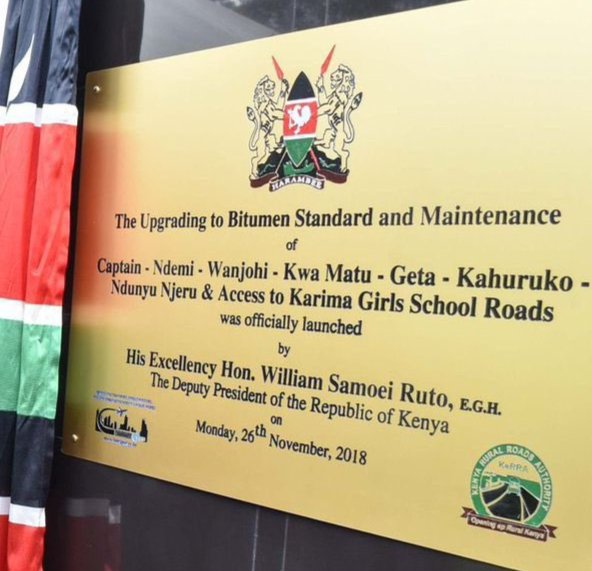 HARAMBEE
The Upgrading to Bitumen Standard and Maintenance
of
Captain - Ndemi - Wanjohi - Kwa Matu - Geta - Kahuruko -
Ndunyu Njeru & Access to Karima Girls School Roads
was officially launched
by
His Excellency Hon. William Samoei Ruto, E.G.H.
The Deputy President of the Republic of Kenya
on
Monday, 26th November, 2018
KENYA RURAL ROADS AUTHORITY
KeRRA
Opening up Rural Kenya